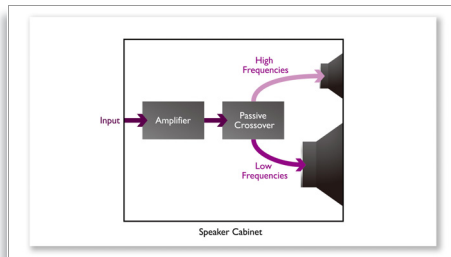 High
Frequencies
Input
Amplifier
Passive
Crossover
Low
Frequencies
Speaker Cabinet